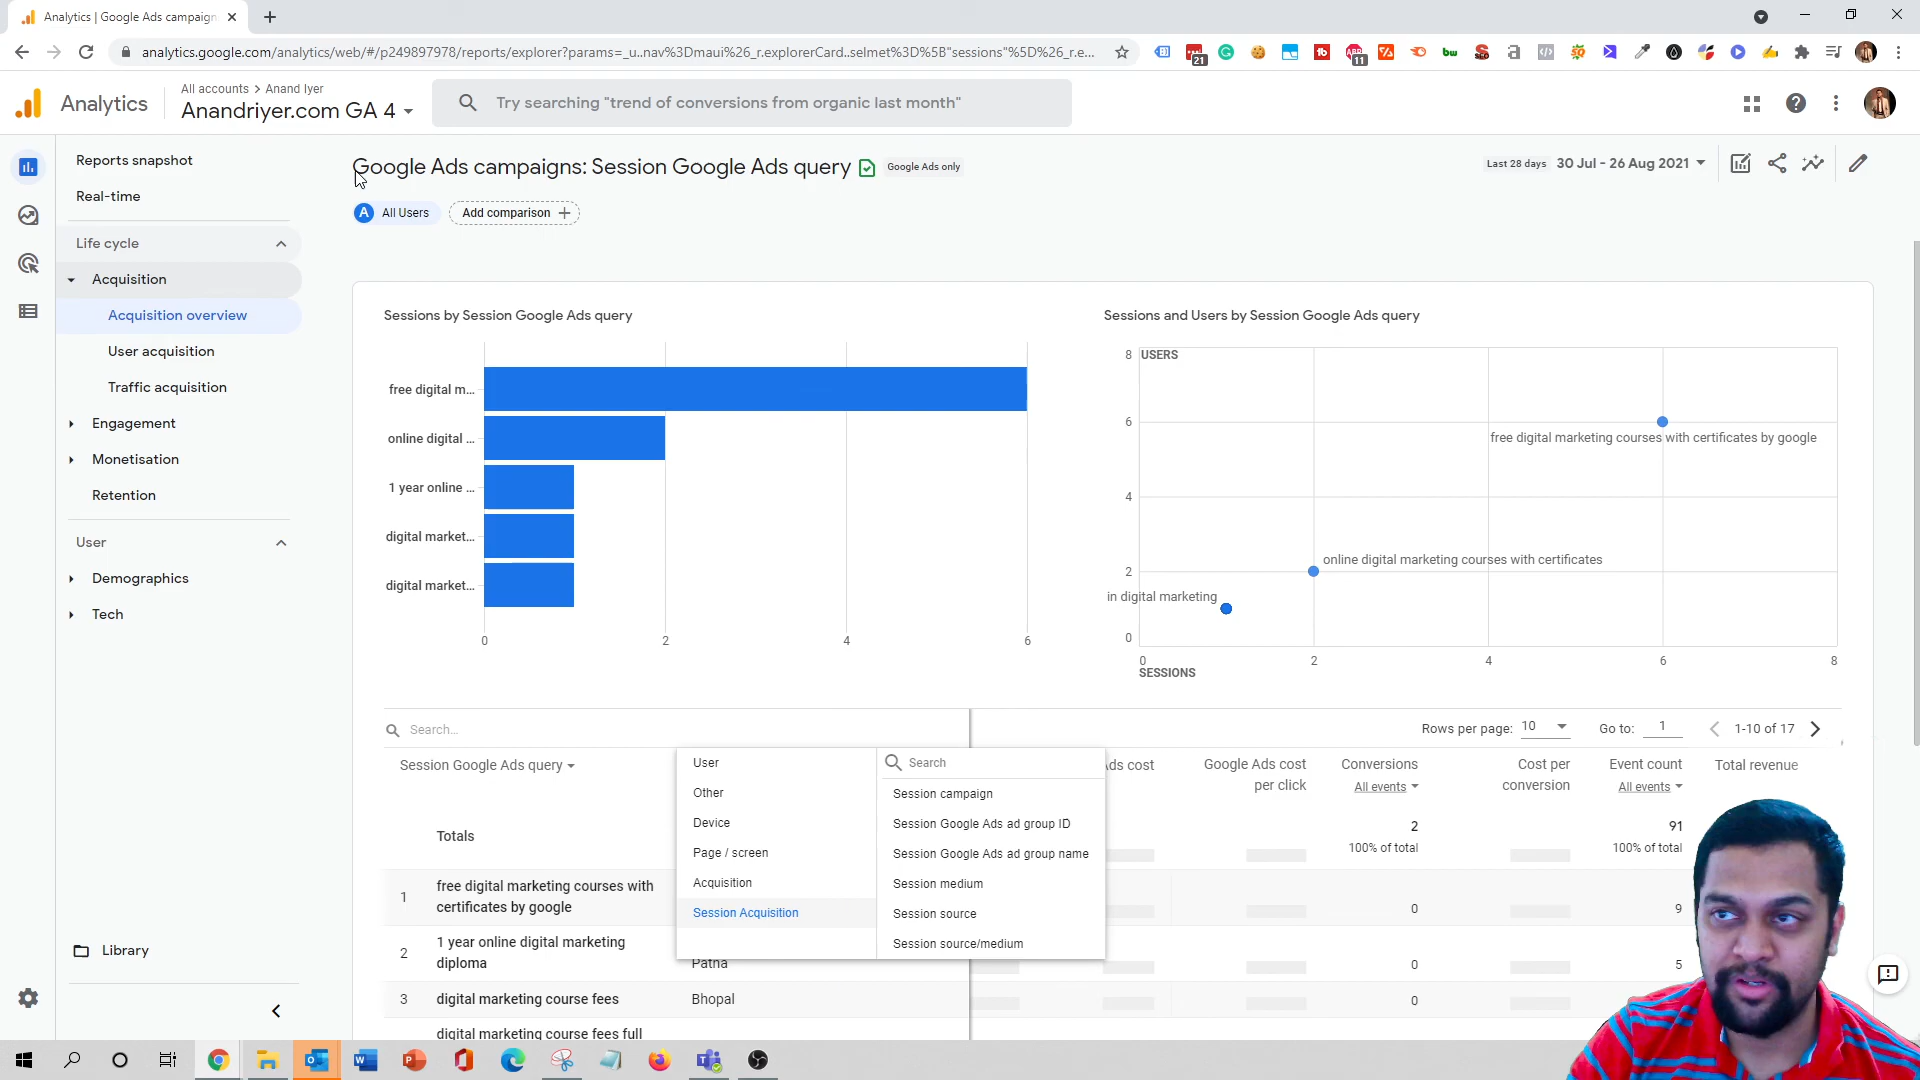 Analytics | Google Ads campaign
analytics.google.com/analytics/web/#/p249897978/reports/explorer?params=_u..nav%3Dmaui%26_r.explorerCard..selmet%3D%5B"sessions"%5D%26_r.e...
21
11
Analytics
All accounts > Anand Iyer
Anandriyer.com GA 4
Try searching "trend of conversions from organic last month"
Reports snapshot
Real-time
Life cycle
Acquisition
Acquisition overview
User acquisition
Traffic acquisition
Engagement
Monetisation
Retention
User
Demographics
Tech
Library
Google Ads campaigns: Session Google Ads query
Google Ads only
Last 28 days 30 Jul - 26 Aug 2021
A All Users
Add comparison +
Sessions by Session Google Ads query
free digital m...
online digital ...
1 year online ...
digital market...
digital market...
0 2 4 6
Sessions and Users by Session Google Ads query
8 USERS
6
free digital marketing courses with certificates by google
4
online digital marketing courses with certificates
2
in digital marketing
0
0 2 4 6 8
SESSIONS
Search...
Rows per page: 10 Go to: 1 1-10 of 17
Session Google Ads query
User
Other
Device
Page / screen
Acquisition
Session Acquisition
Search
Session campaign
Session Google Ads ad group ID
Session Google Ads ad group name
Session medium
Session source
Session source/medium
Ads cost
Google Ads cost
per click
Conversions
All events
Cost per
conversion
Event count
All events
Total revenue
Totals
2
100% of total
91
100% of total
1 free digital marketing courses with
certificates by google
0 9
2 1 year online digital marketing
diploma
Patna
0 5
3 digital marketing course fees Bhopal 0
digital marketing course fees full